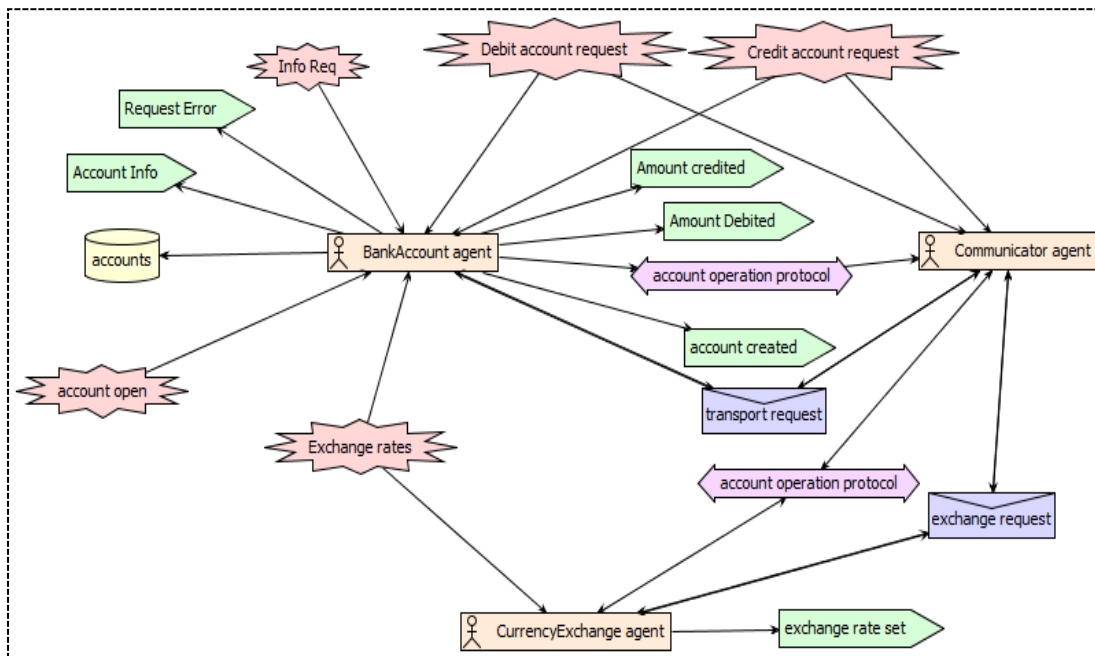 Debit account request
Credit account request
Info Req
Request Error
Account Info
Amount credited
Amount Debited
accounts
BankAccount agent
Communicator agent
account operation protocol
account created
account open
transport request
Exchange rates
account operation protocol
exchange request
CurrencyExchange agent
exchange rate set